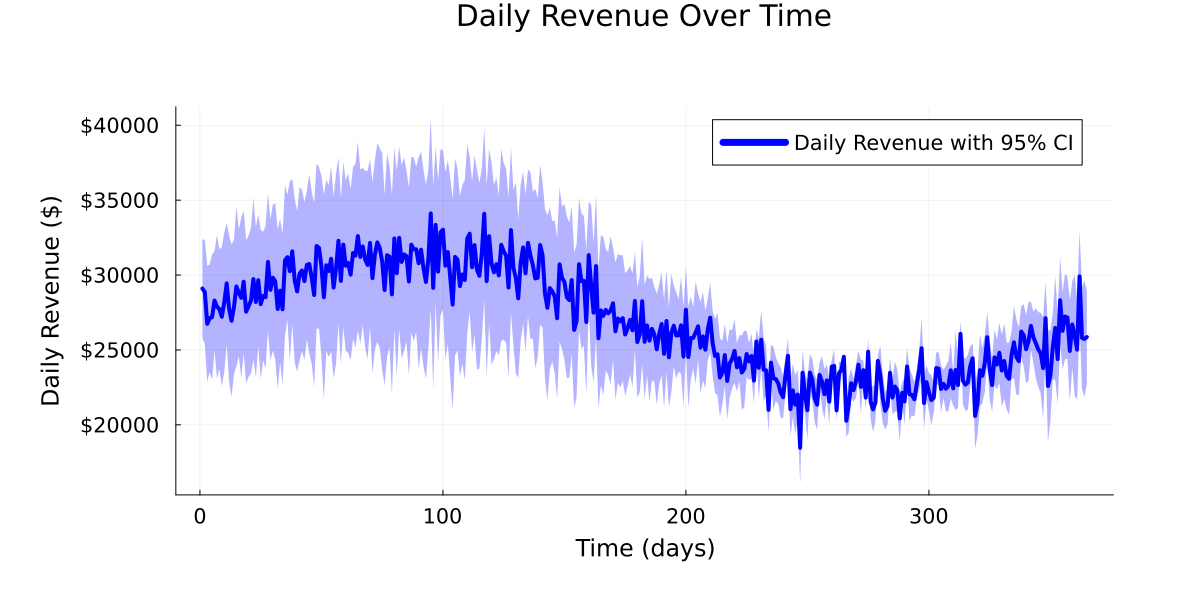 Daily Revenue Over Time
Daily Revenue with 95% CI
Daily Revenue ($)
$40000
$35000
$30000
$25000
$20000
0 100 200 300
Time (days)